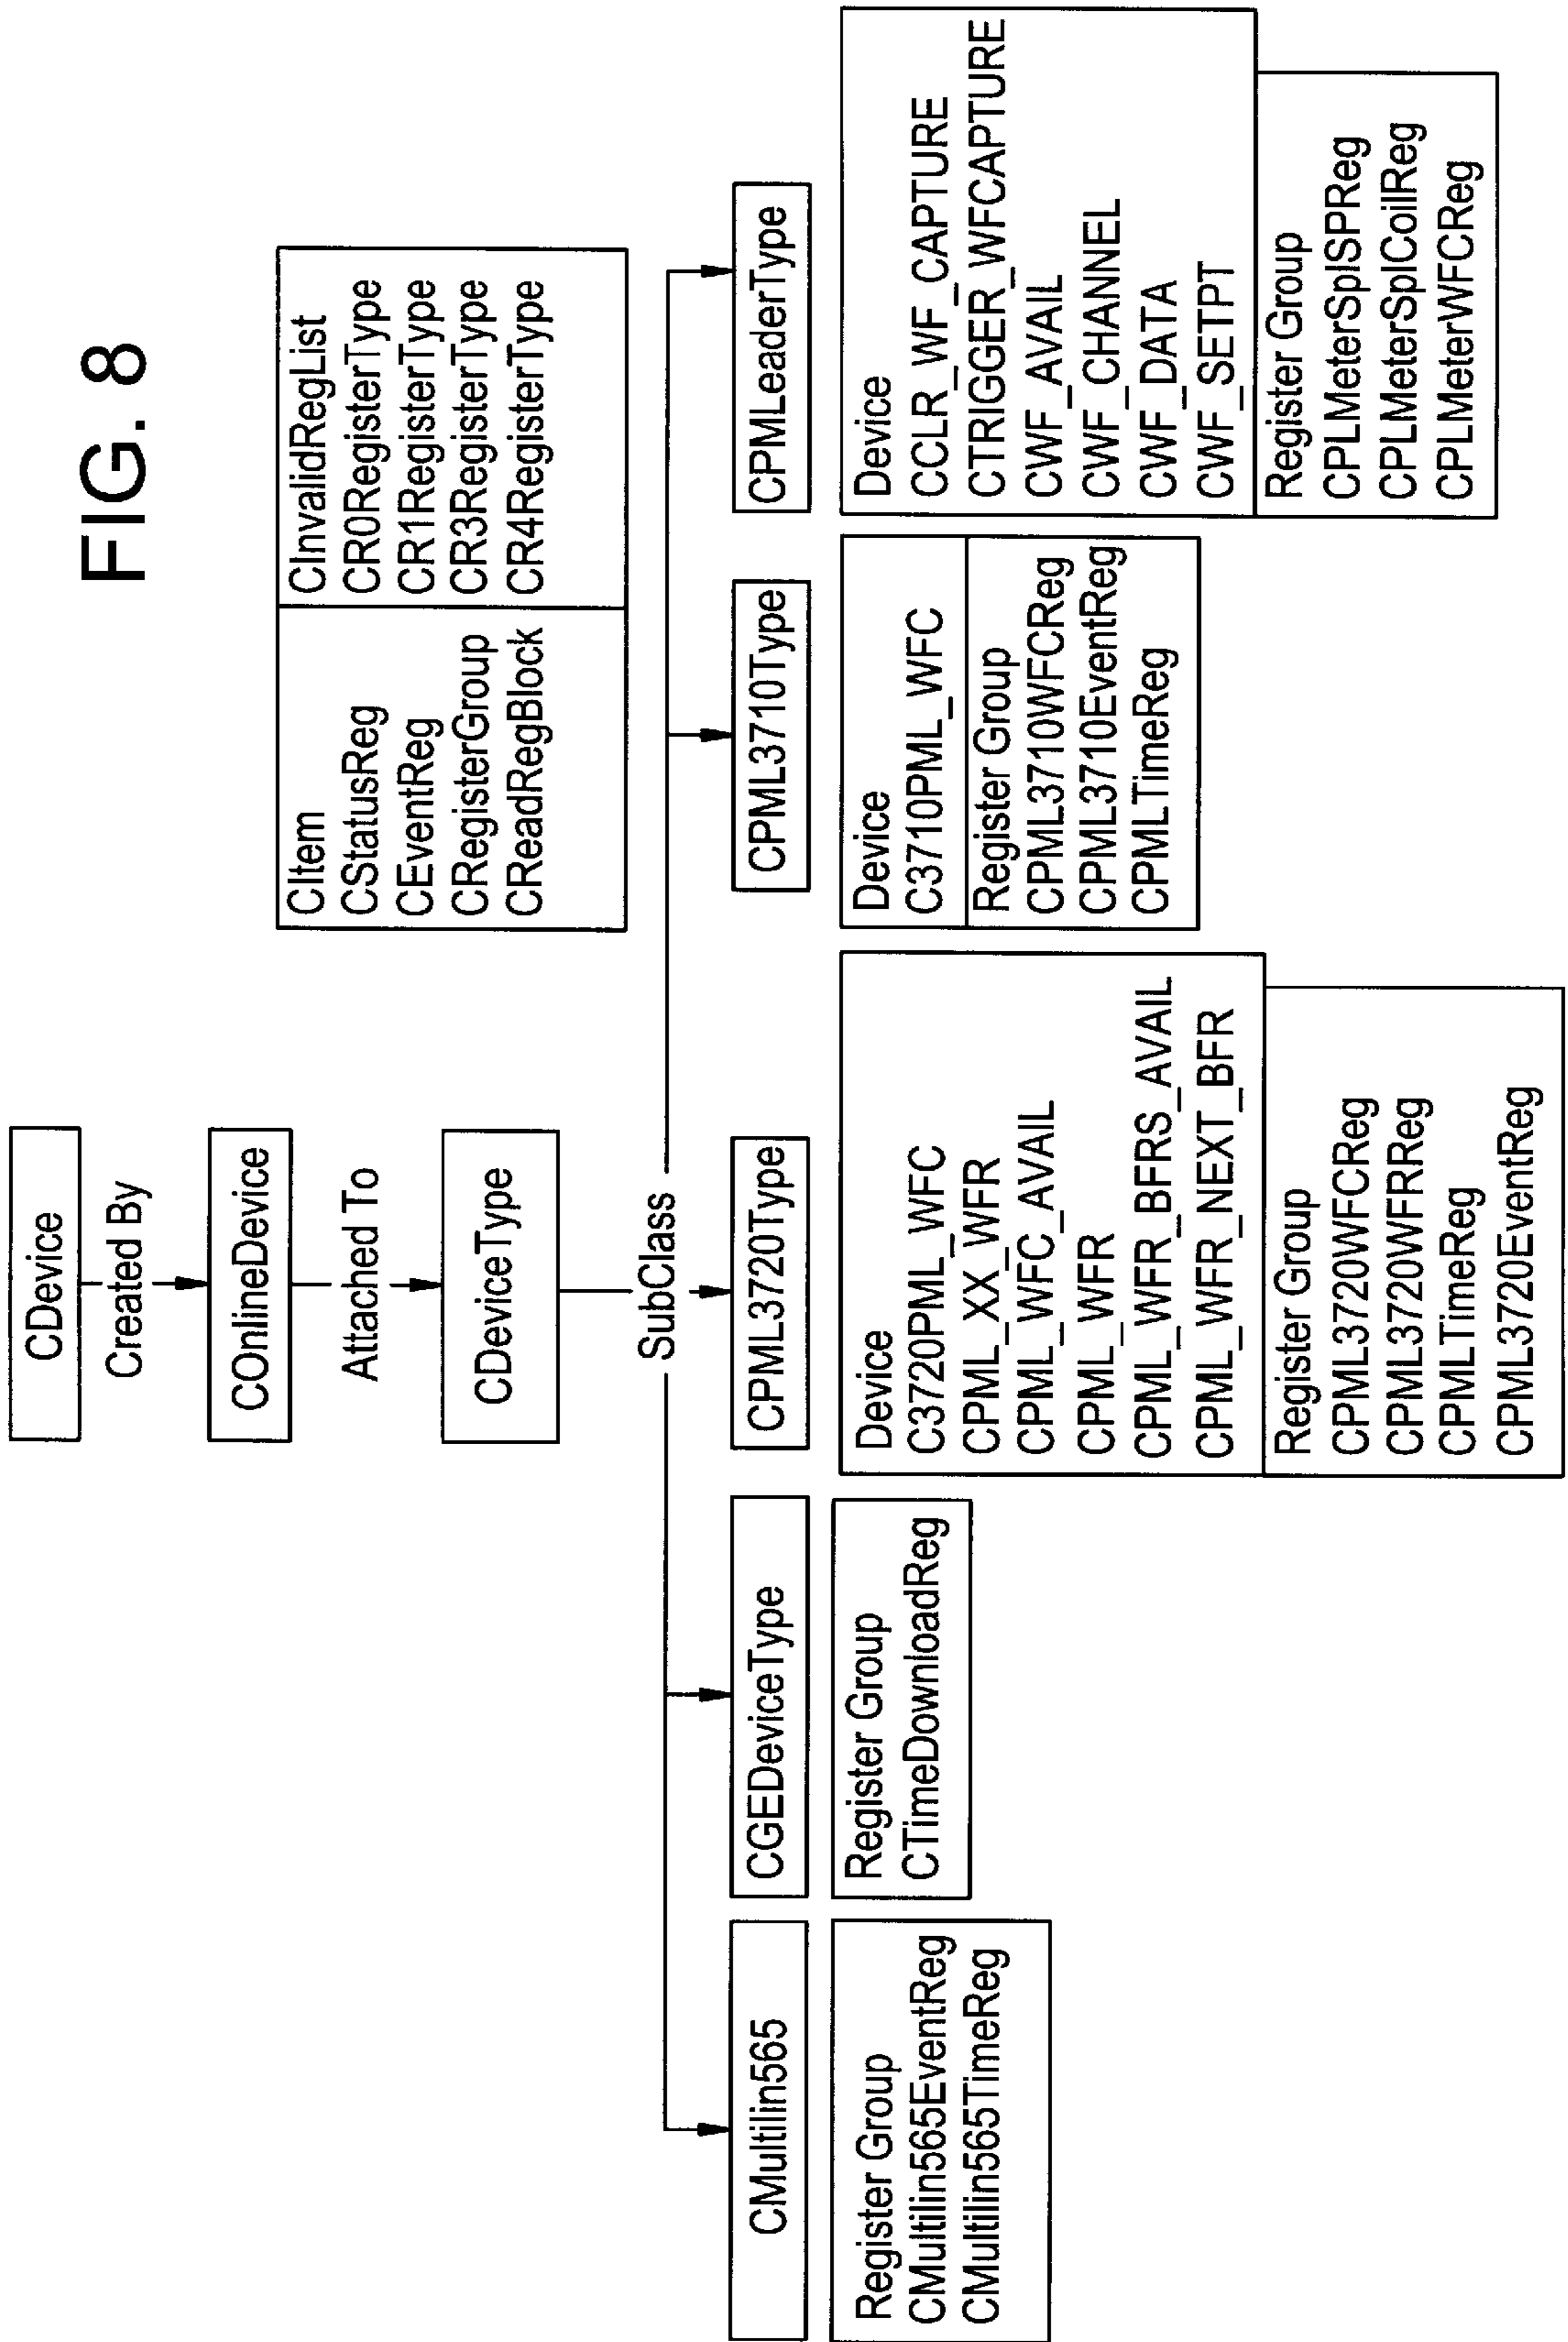 FIG. 8
CDevice
Created By
COnlineDevice
Attached To
CDeviceType
SubClass
CItem
CStatusReg
CEventReg
CRegisterGroup
CReadRegBlock
CInvalidRegList
CR0RegisterType
CR1RegisterType
CR3RegisterType
CR4RegisterType
CMultilin565
Register Group
CMultilin565EventReg
CMultilin565TimeReg
CGEDeviceType
Register Group
CTimeDownloadReg
CPML3720Type
Device
C3720PML_WFC
CPML_XX_WFR
CPML_WFC_AVAIL
CPML_WFR
CPML_WFR_BFRS_AVAIL
CPML_WFR_NEXT_BFR
Register Group
CPML3720WFCReg
CPML3720WFRReg
CPMLTimeReg
CPML3720EventReg
CPML3710Type
Device
C3710PML_WFC
Register Group
CPML3710WFCReg
CPML3710EventReg
CPMLTimeReg
CPMLeaderType
Device
CCLR_WF_CAPTURE
CTRIGGER_WFCAPTURE
CWF_AVAIL
CWF_CHANNEL
CWF_DATA
CWF_SETPT
Register Group
CPLMeterSplSPReg
CPLMeterSplCoilReg
CPLMeterWFCReg